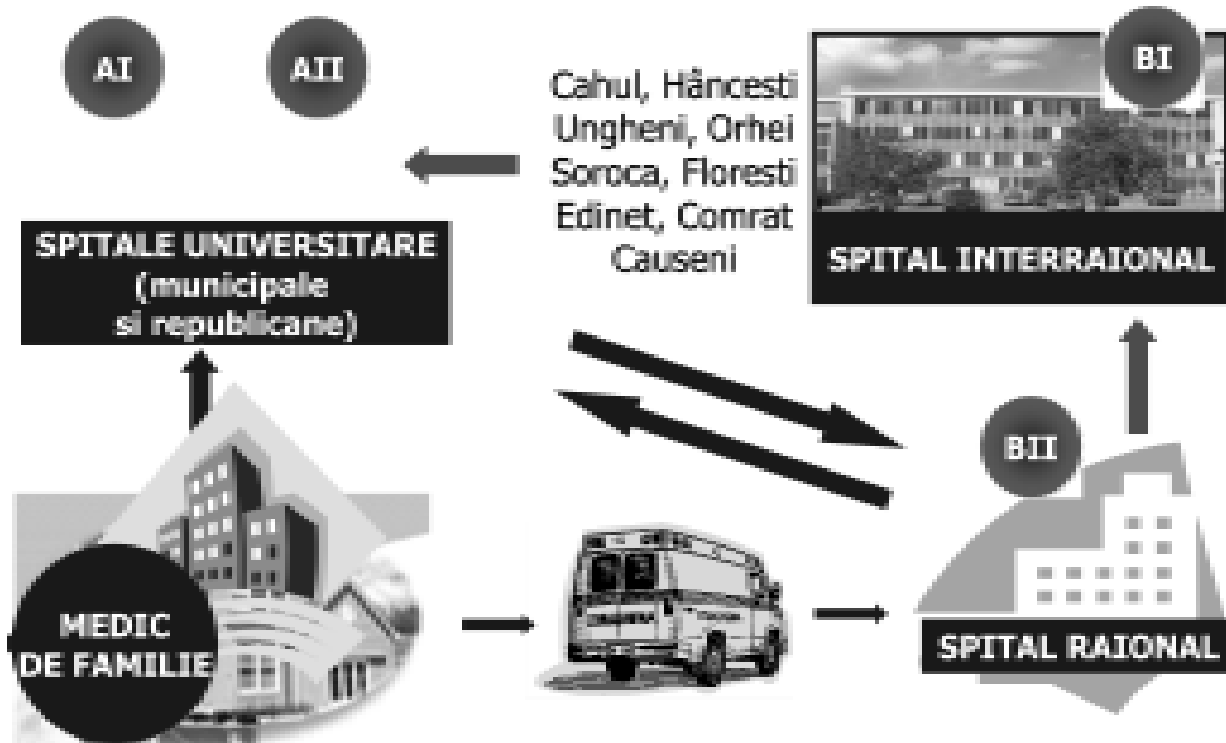 AI
AII
BI
Cahul, Hâncesti
Ungheni, Orhei
Soroca, Floresti
Edinet, Comrat
Causeni
SPITALE UNIVERSITARE
(municipale
si republicane)
SPITAL INTERRAIONAL
BII
MEDIC
DE FAMILIE
SPITAL RAIONAL